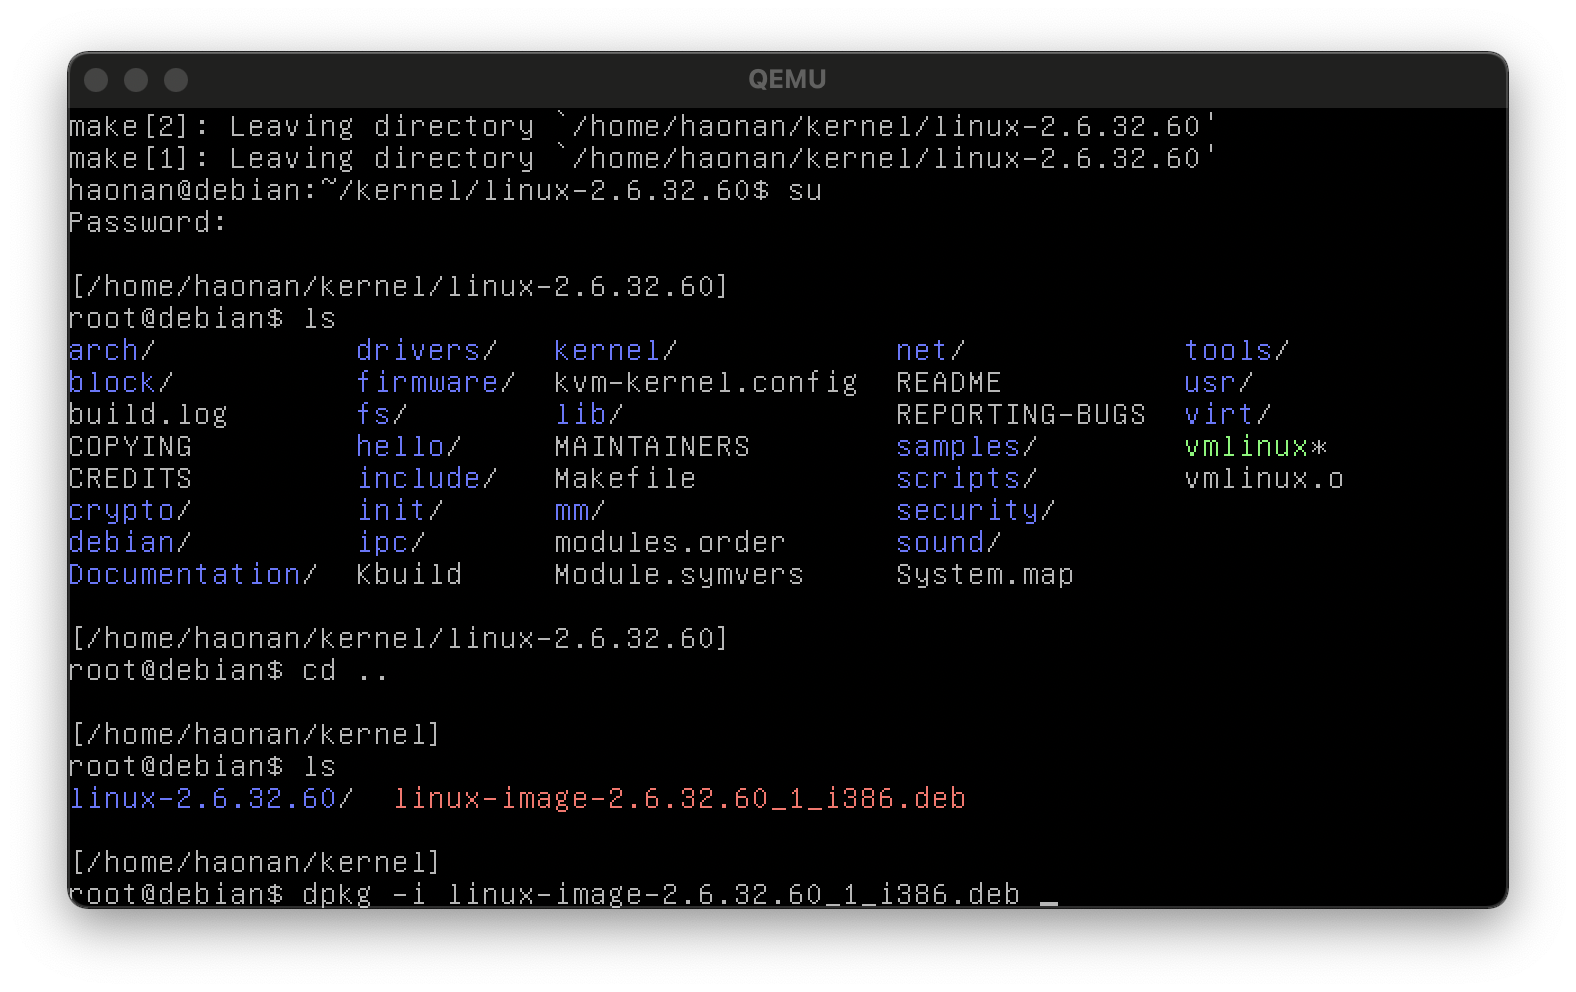 QEMU
make[2]: Leaving directory `/home/haonan/kernel/linux-2.6.32.60'
make[1]: Leaving directory `/home/haonan/kernel/linux-2.6.32.60'
haonan@debian:~/kernel/linux-2.6.32.60$ su
Password:
[/home/haonan/kernel/linux-2.6.32.60]
root@debian$ ls
arch/ drivers/ kernel/ net/ tools/
block/ firmware/ kvm-kernel.config README usr/
build.log fs/ lib/ REPORTING-BUGS virt/
COPYING hello/ MAINTAINERS samples/ vmlinux*
CREDITS include/ Makefile scripts/ vmlinux.o
crypto/ init/ mm/ security/
debian/ ipc/ modules.order sound/
Documentation/ Kbuild Module.symvers System.map
[/home/haonan/kernel/linux-2.6.32.60]
root@debian$ cd ..
[/home/haonan/kernel]
root@debian$ ls
linux-2.6.32.60/ linux-image-2.6.32.60_1_i386.deb
[/home/haonan/kernel]
root@debian$ dpkg -i linux-image-2.6.32.60_1_i386.deb _